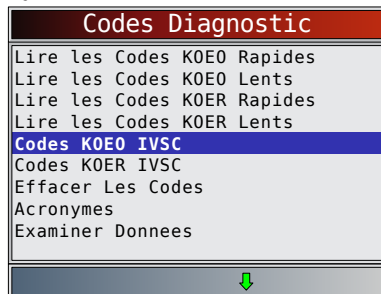 Codes Diagnostic
Lire les Codes KOEO Rapides
Lire les Codes KOEO Lents
Lire les Codes KOER Rapides
Lire les Codes KOER Lents
Codes KOEO IVSC
Codes KOER IVSC
Effacer Les Codes
Acronymes
Examiner Donnees